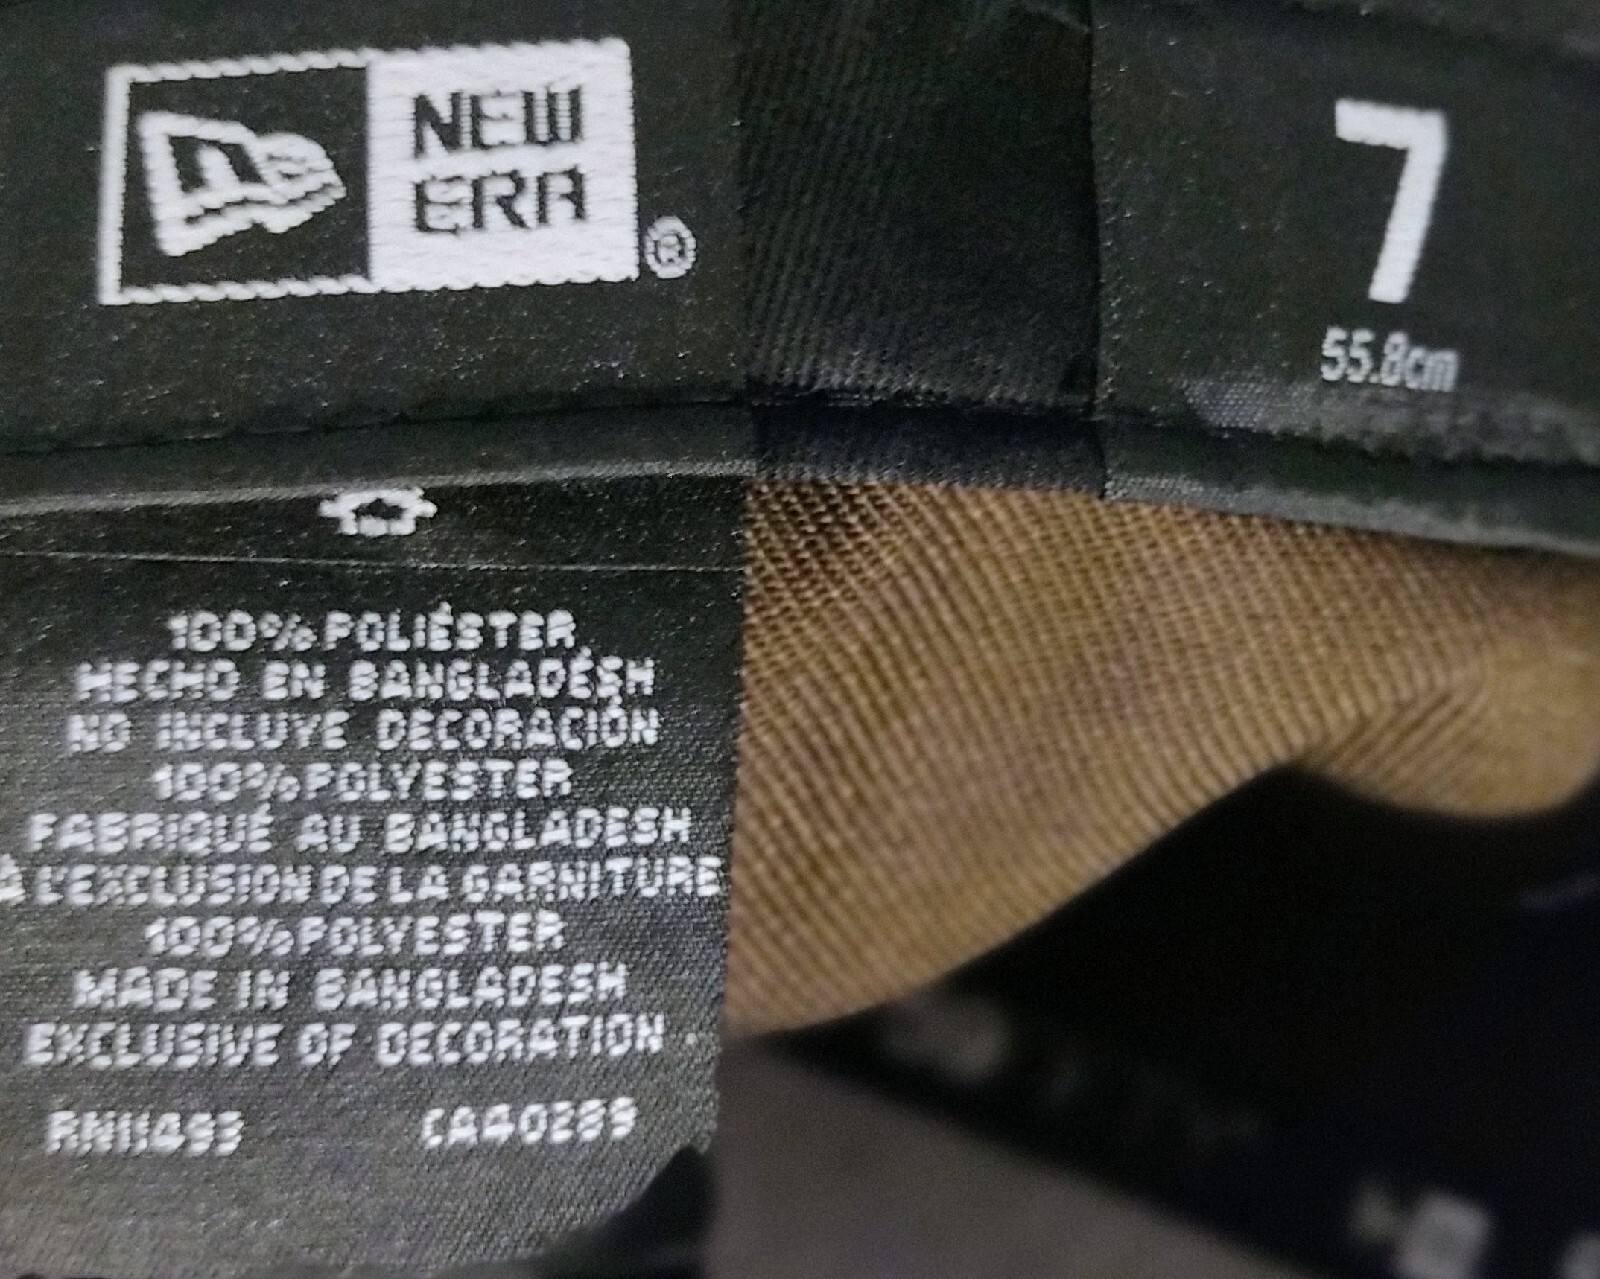 NEW
ERA
®
7
55.8cm
100% POLIÉSTER
HECHO EN BANGLADÉSH
NO INCLUYE DECORACIÓN
100% POLYESTER
FABRIQUÉ AU BANGLADESH
À L'EXCLUSION DE LA GARNITURE
100% POLYESTER
MADE IN BANGLADESH
EXCLUSIVE OF DECORATION
RN11493 CA40289